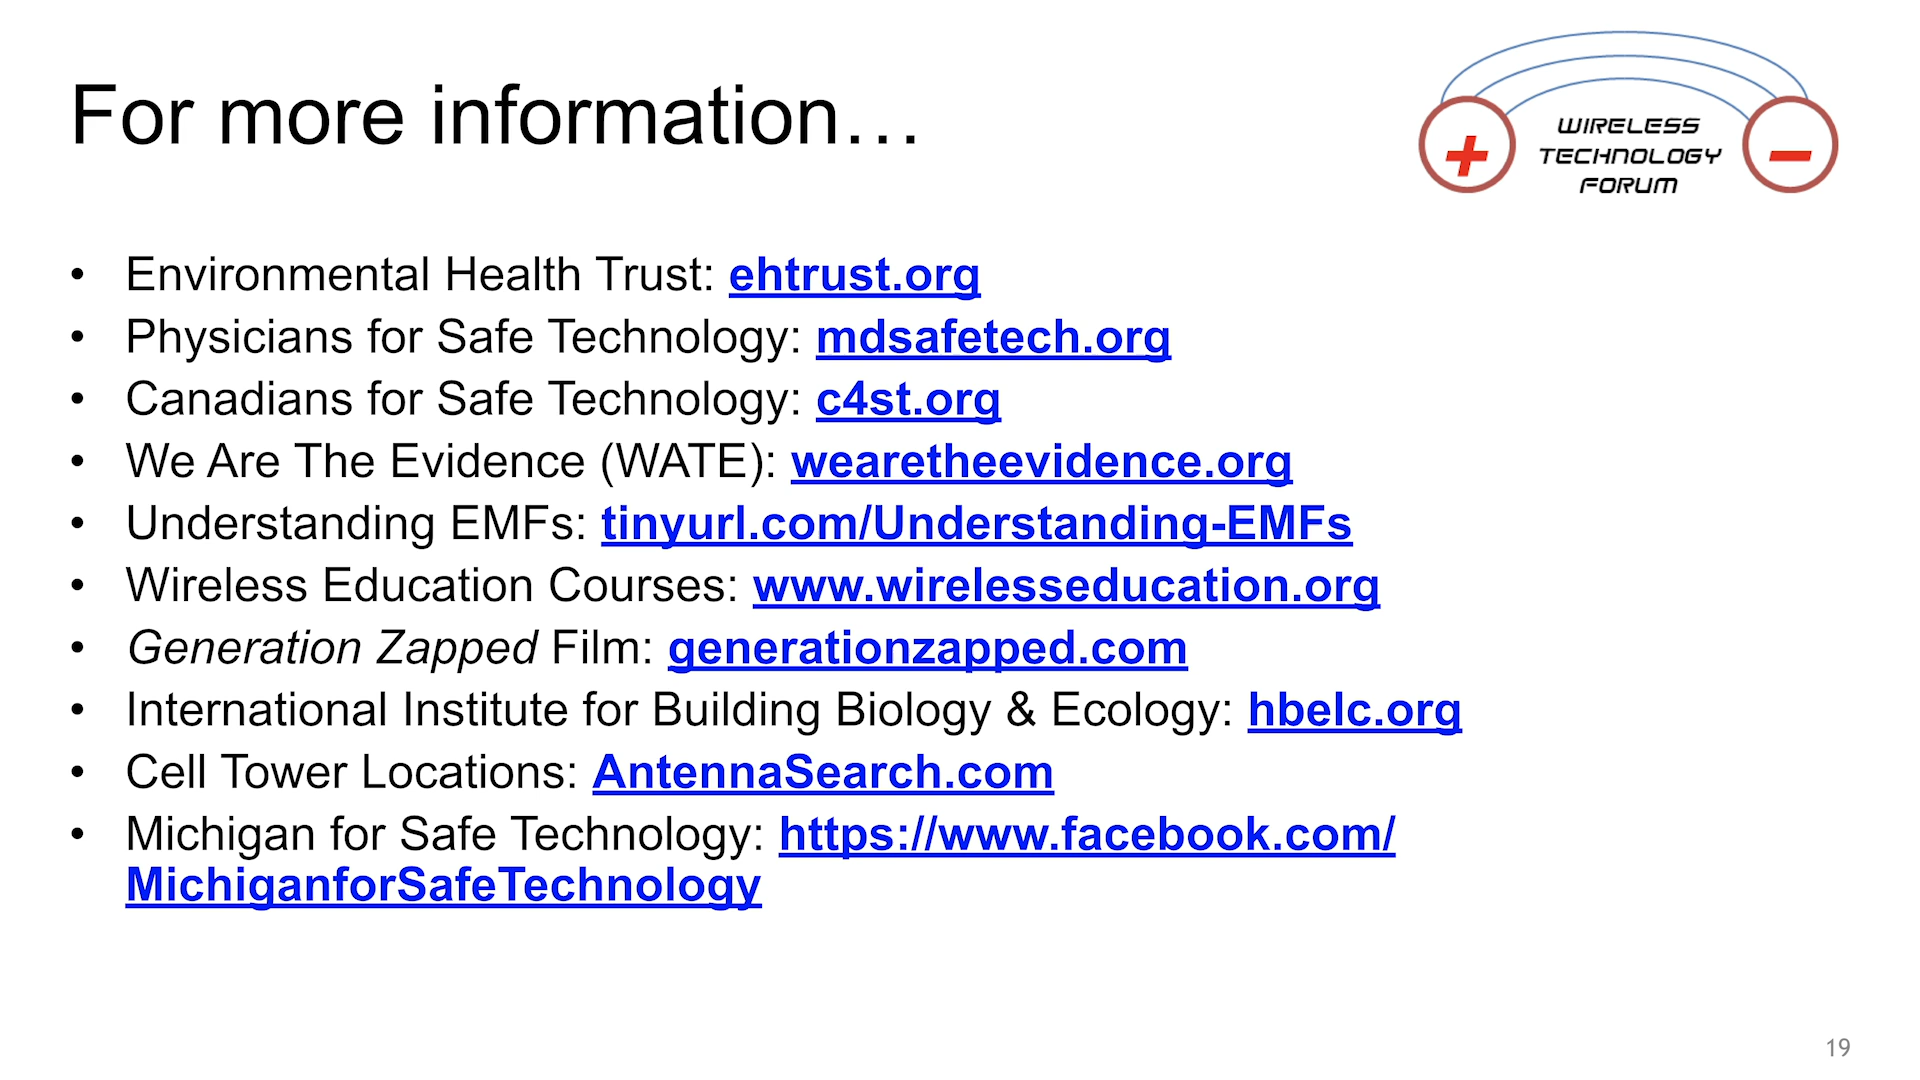 For more information…
WIRELESS
TECHNOLOGY
FORUM
+
–
• Environmental Health Trust: ehtrust.org
• Physicians for Safe Technology: mdsafetech.org
• Canadians for Safe Technology: c4st.org
• We Are The Evidence (WATE): wearetheevidence.org
• Understanding EMFs: tinyurl.com/Understanding-EMFs
• Wireless Education Courses: www.wirelesseducation.org
• Generation Zapped Film: generationzapped.com
• International Institute for Building Biology & Ecology: hbelc.org
• Cell Tower Locations: AntennaSearch.com
• Michigan for Safe Technology: https://www.facebook.com/
MichiganforSafeTechnology
19